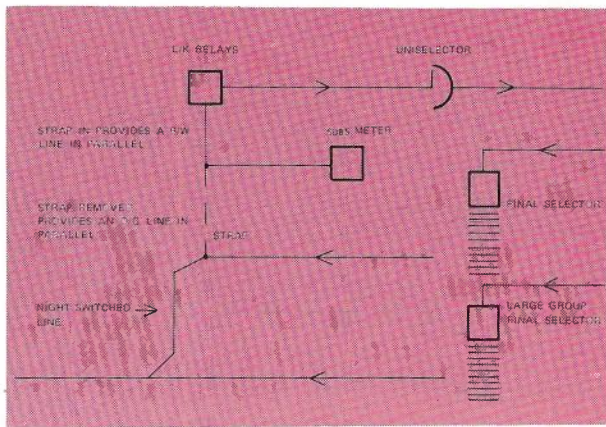 L/K RELAYS
UNISELECTOR
STRAP IN PROVIDES A B/W
LINE IN PARALLEL
SUBS METER
STRAP REMOVED
PROVIDES AN O/G LINE IN
PARALLEL
FINAL SELECTOR
STRAP
NIGHT SWITCHED
LINE
LARGE GROUP
FINAL SELECTOR